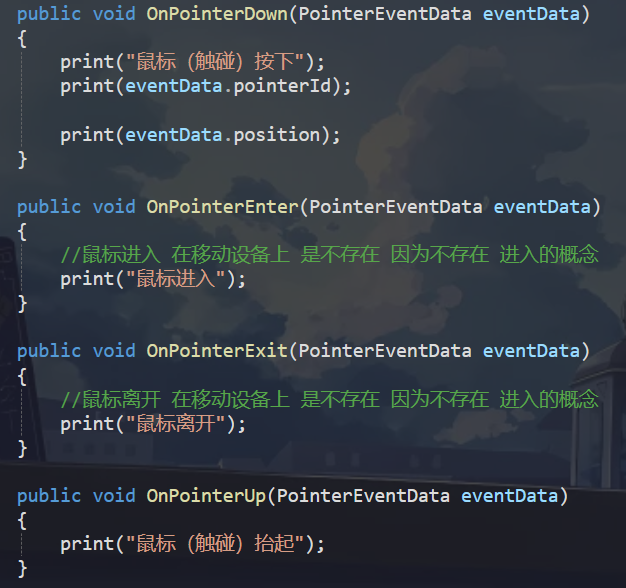 public void OnPointerDown(PointerEventData eventData)
{
    print("鼠标（触碰）按下");
    print(eventData.pointerId);

    print(eventData.position);
}

public void OnPointerEnter(PointerEventData eventData)
{
    //鼠标进入 在移动设备上 是不存在 因为不存在 进入的概念
    print("鼠标进入");
}

public void OnPointerExit(PointerEventData eventData)
{
    //鼠标离开 在移动设备上 是不存在 因为不存在 进入的概念
    print("鼠标离开");
}

public void OnPointerUp(PointerEventData eventData)
{
    print("鼠标（触碰）抬起");
}